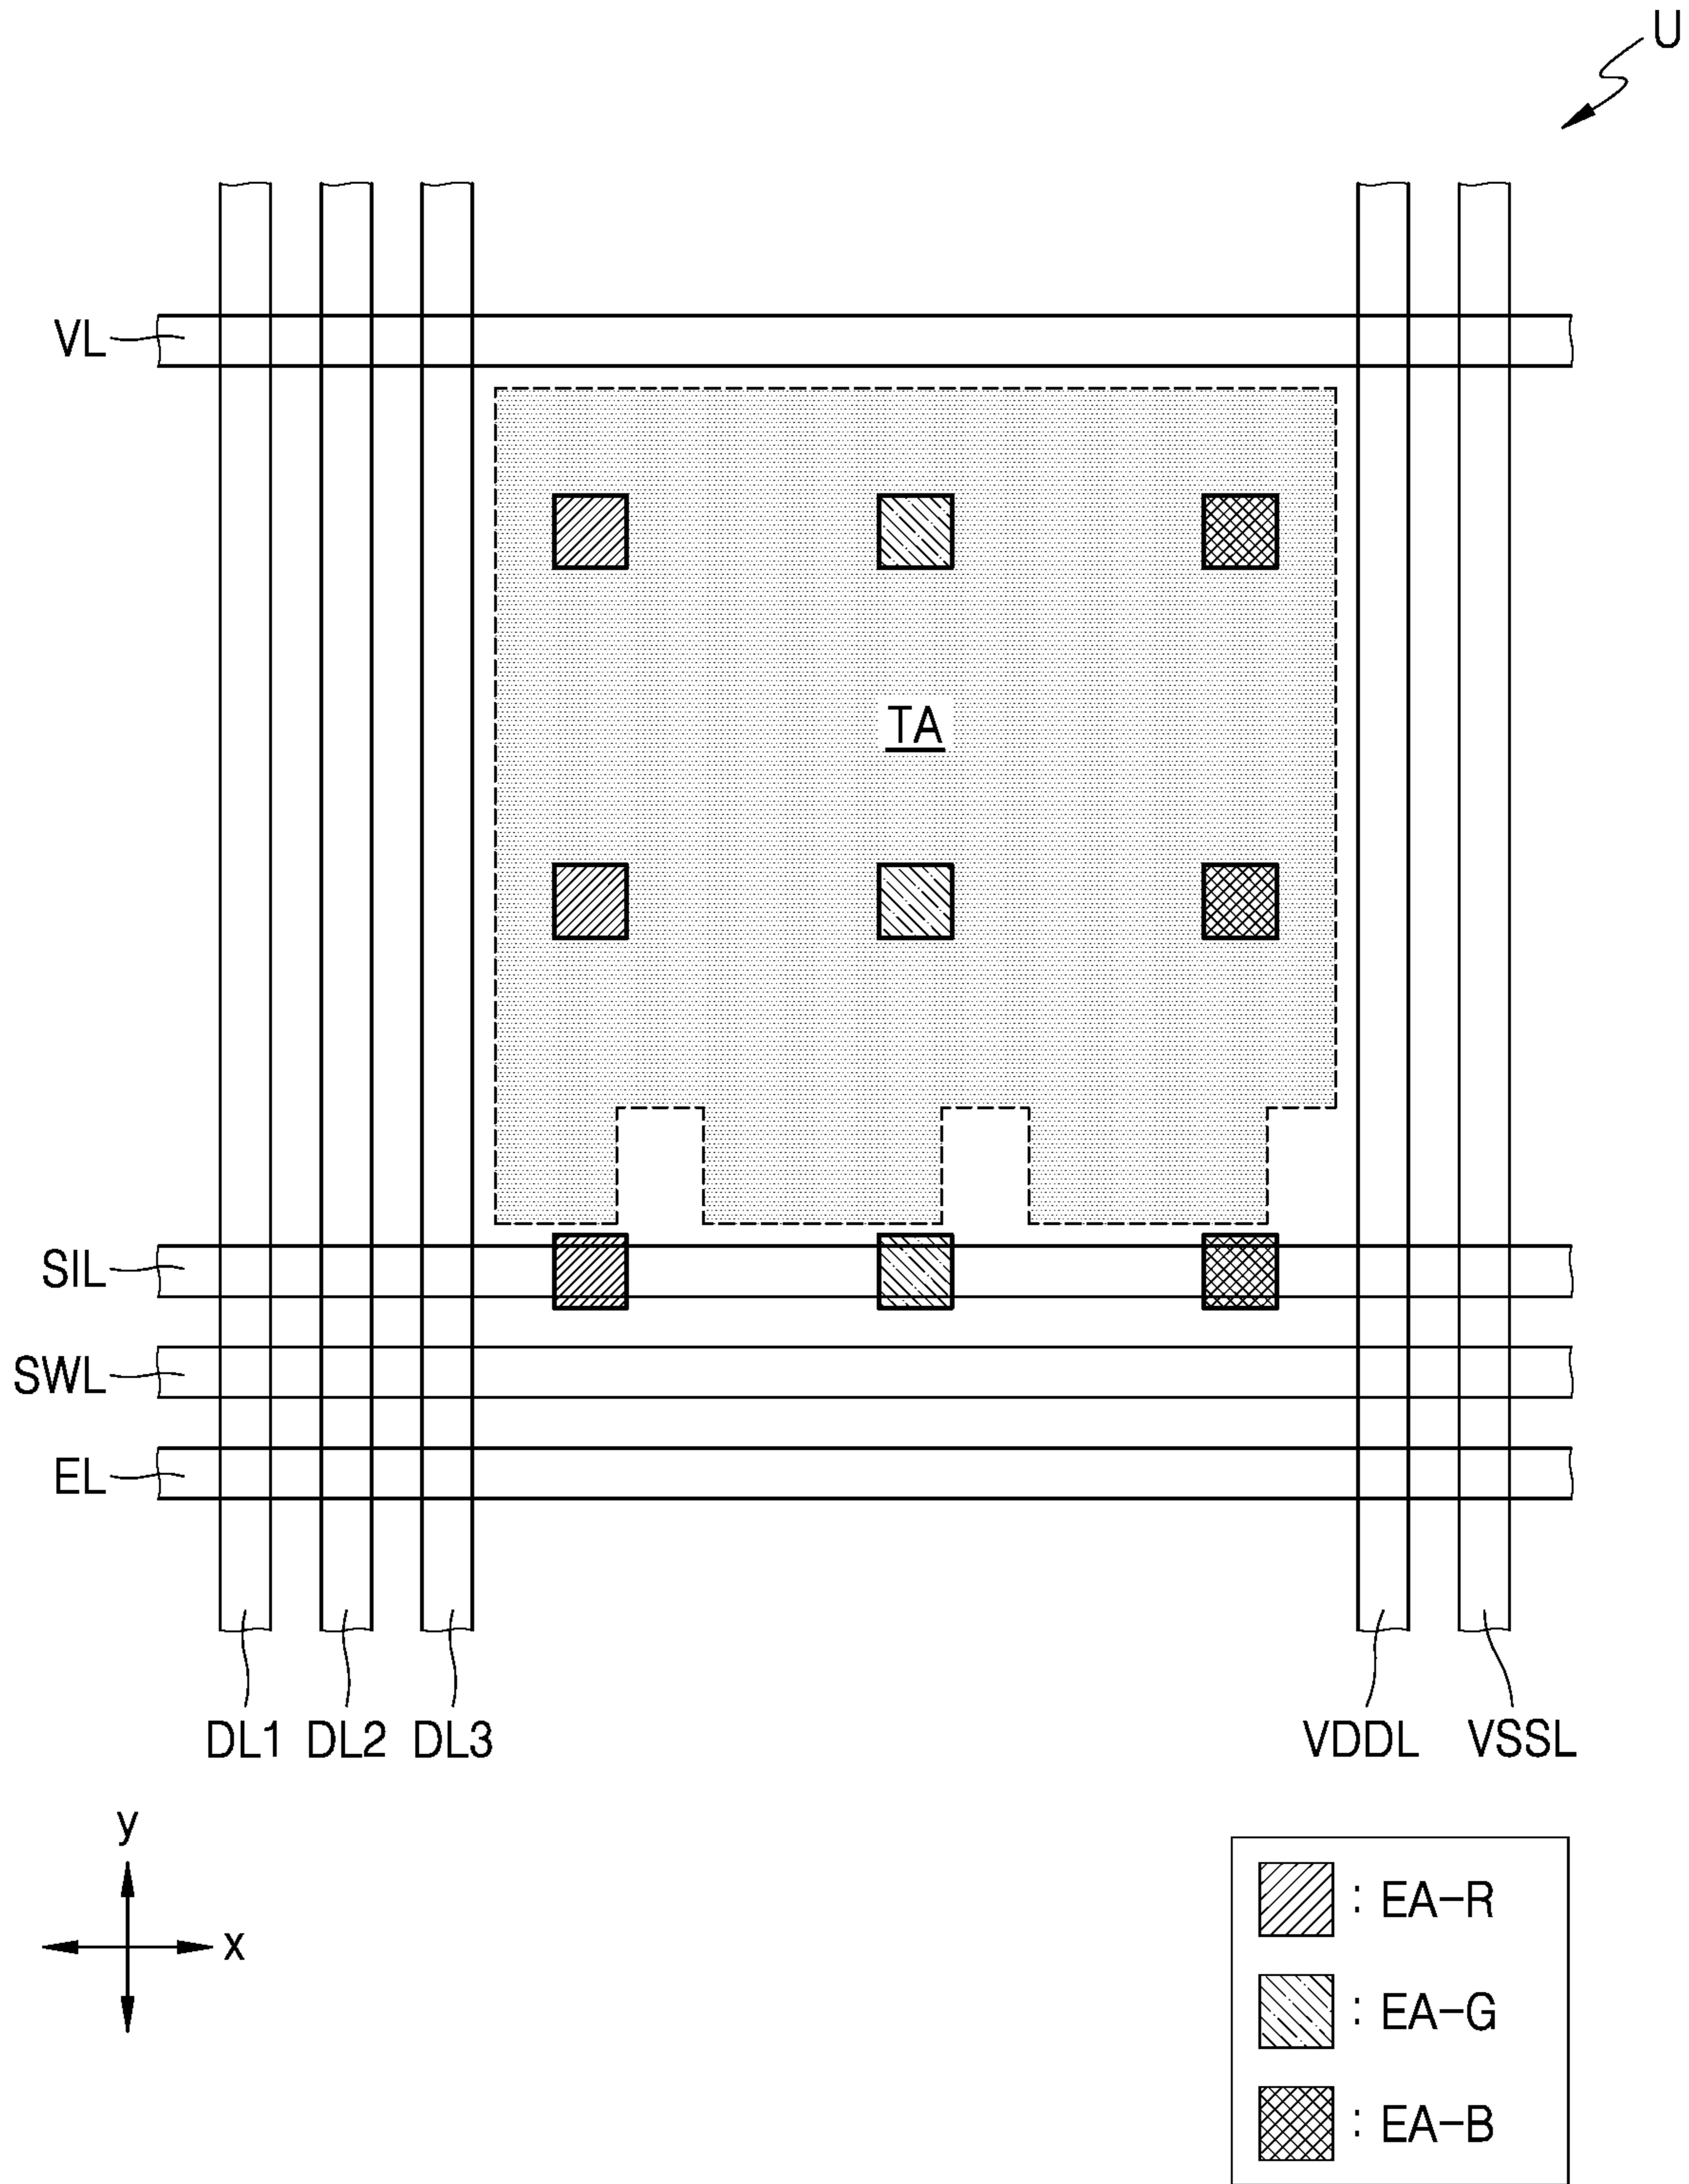 U
VL
TA
SIL
SWL
EL
DL1 DL2 DL3 VDDL VSSL
y
x
: EA-R
: EA-G
: EA-B